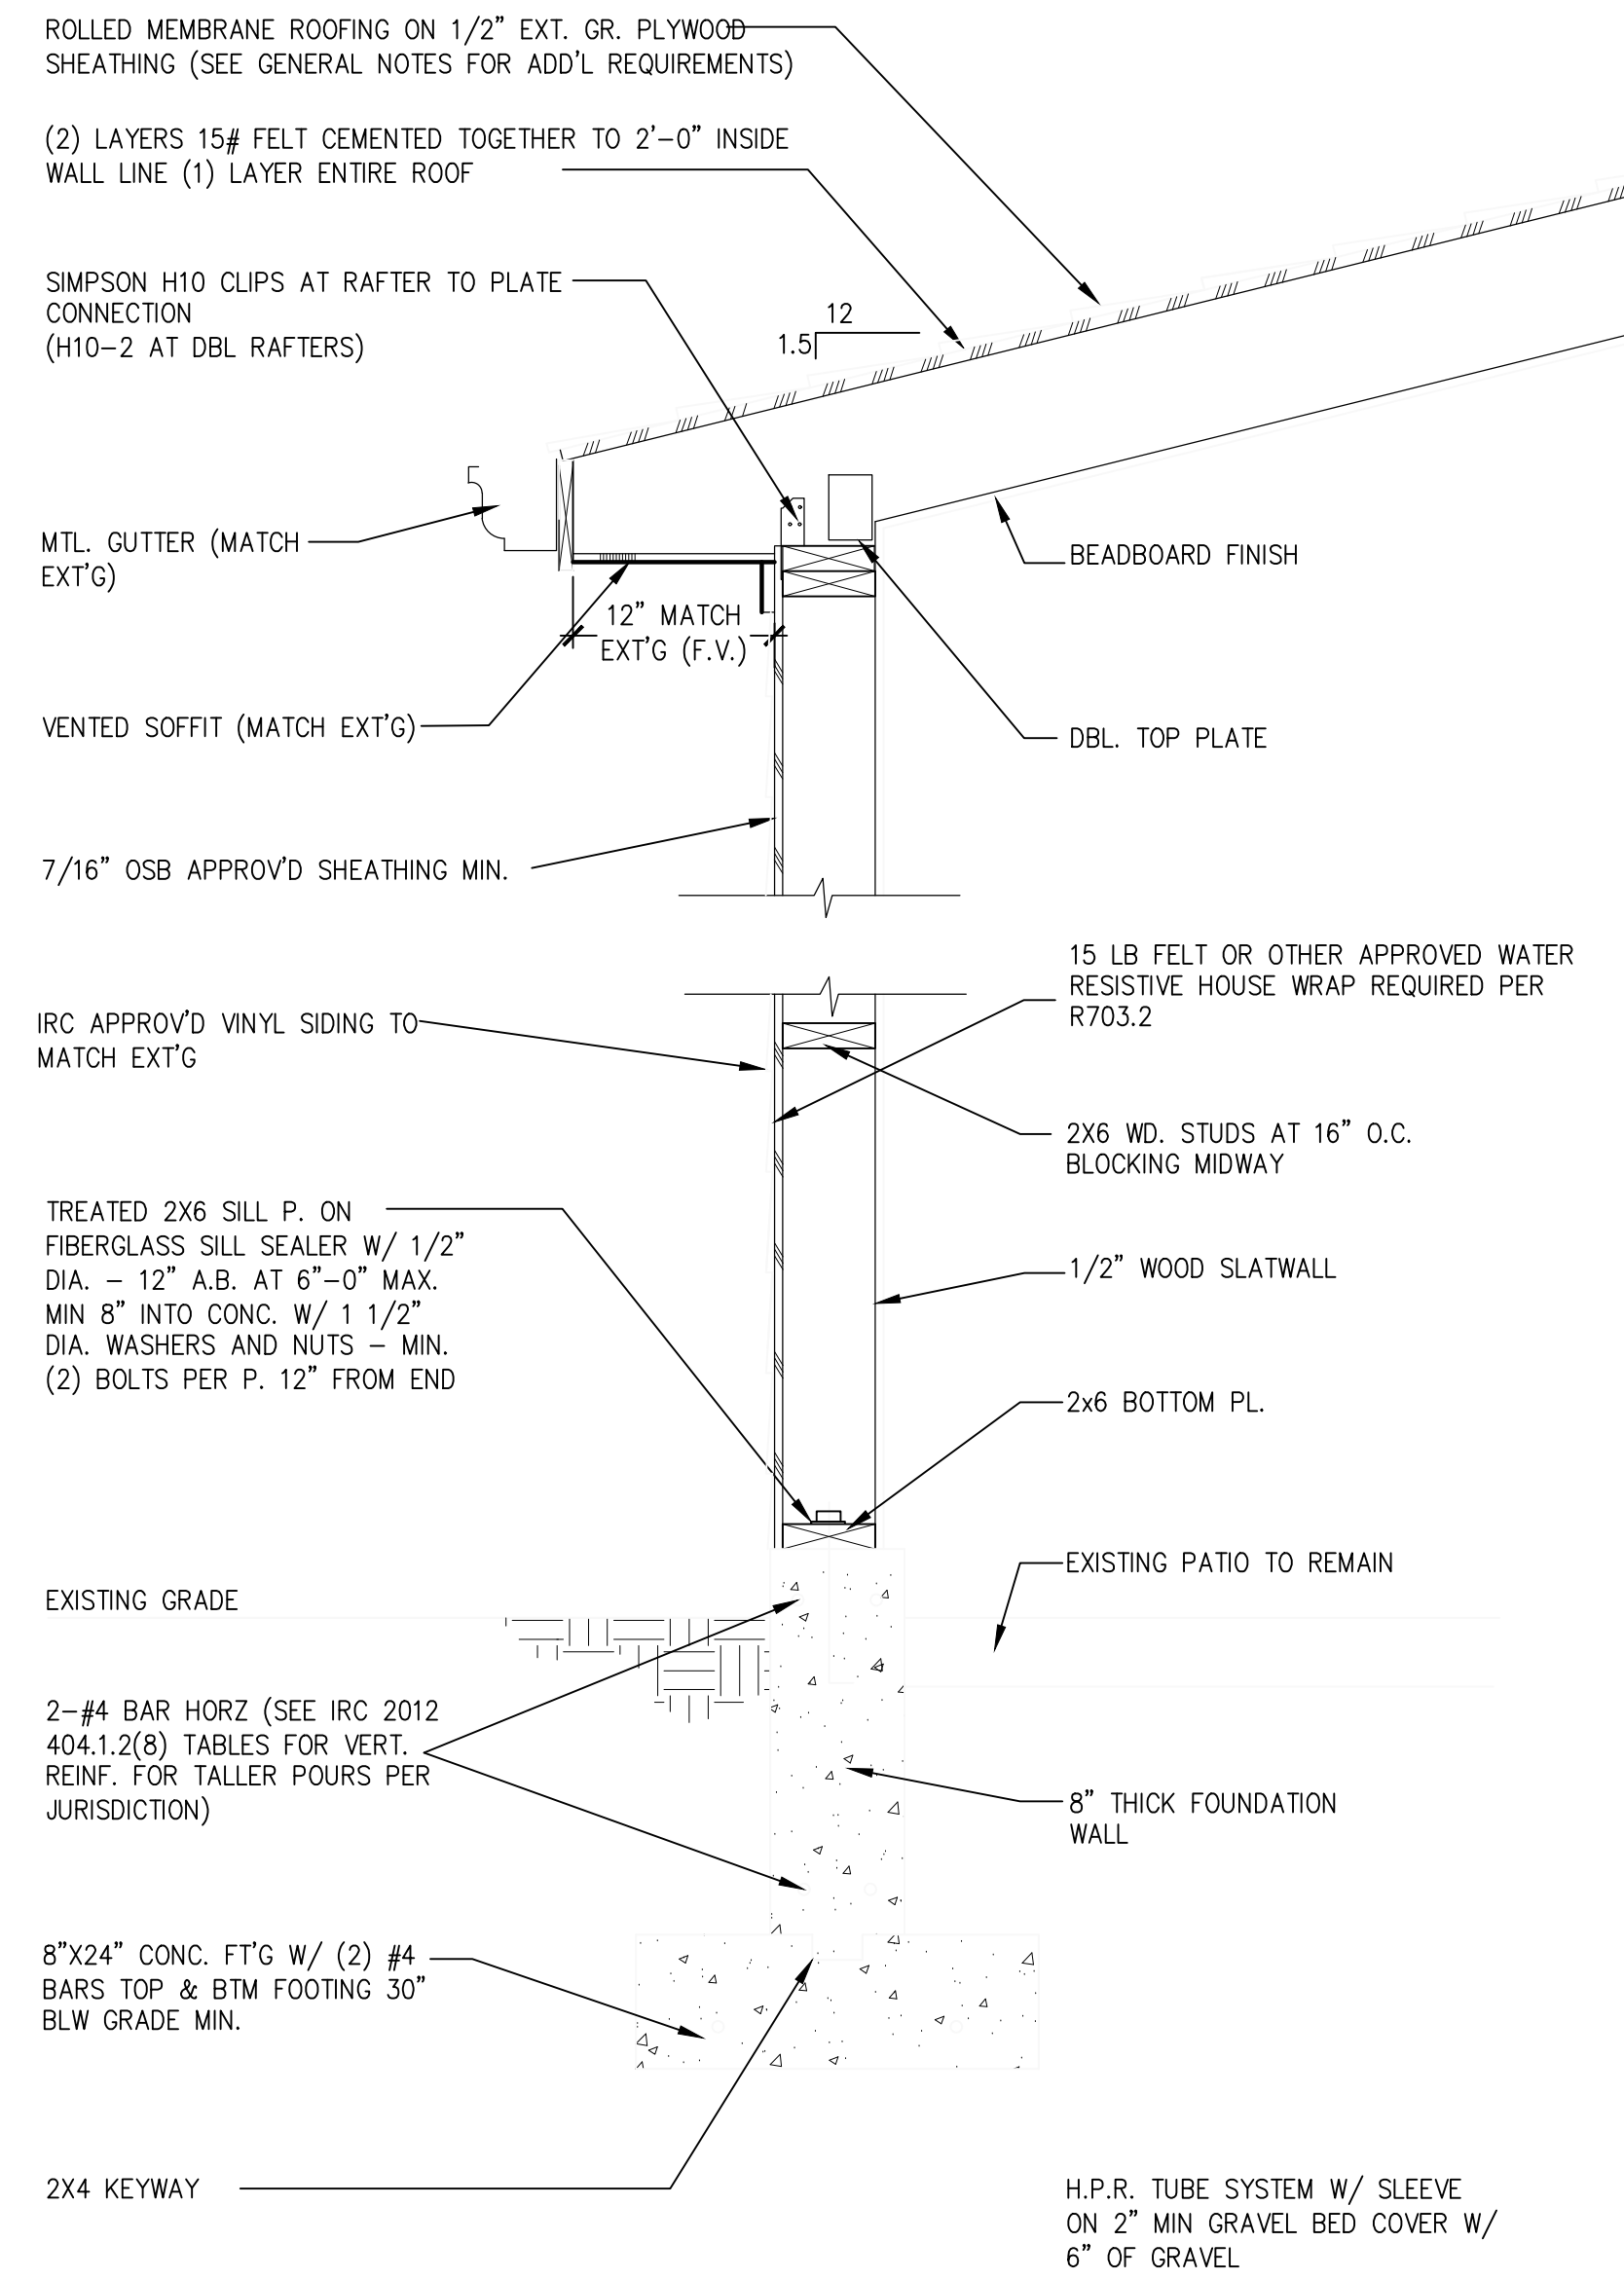 ROLLED MEMBRANE ROOFING ON 1/2" EXT. GR. PLYWOOD
SHEATHING (SEE GENERAL NOTES FOR ADD'L REQUIREMENTS)
(2) LAYERS 15# FELT CEMENTED TOGETHER TO 2'-0" INSIDE
WALL LINE (1) LAYER ENTIRE ROOF
SIMPSON H10 CLIPS AT RAFTER TO PLATE
CONNECTION
(H10-2 AT DBL RAFTERS)
12
1.5
MTL. GUTTER (MATCH
EXT'G)
BEADBOARD FINISH
12" MATCH
EXT'G (F.V.)
VENTED SOFFIT (MATCH EXT'G)
DBL. TOP PLATE
7/16" OSB APPROV'D SHEATHING MIN.
15 LB FELT OR OTHER APPROVED WATER
RESISTIVE HOUSE WRAP REQUIRED PER
R703.2
IRC APPROV'D VINYL SIDING TO
MATCH EXT'G
2X6 WD. STUDS AT 16" O.C.
BLOCKING MIDWAY
TREATED 2X6 SILL P. ON
FIBERGLASS SILL SEALER W/ 1/2"
DIA. - 12" A.B. AT 6"-0" MAX.
MIN 8" INTO CONC. W/ 1 1/2"
DIA. WASHERS AND NUTS - MIN.
(2) BOLTS PER P. 12" FROM END
1/2" WOOD SLATWALL
2x6 BOTTOM PL.
EXISTING PATIO TO REMAIN
EXISTING GRADE
2-#4 BAR HORZ (SEE IRC 2012
404.1.2(8) TABLES FOR VERT.
REINF. FOR TALLER POURS PER
JURISDICTION)
8" THICK FOUNDATION
WALL
8"X24" CONC. FT'G W/ (2) #4
BARS TOP & BTM FOOTING 30"
BLW GRADE MIN.
2X4 KEYWAY
H.P.R. TUBE SYSTEM W/ SLEEVE
ON 2" MIN GRAVEL BED COVER W/
6" OF GRAVEL